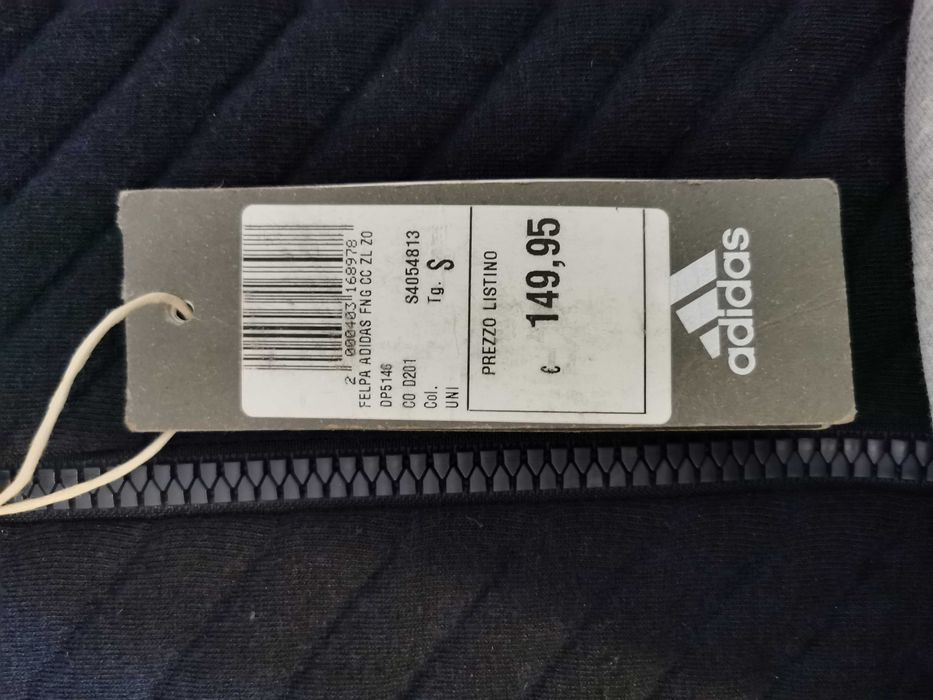 2 000403 168978
FELPA ADIDAS FNG CC ZL ZO
DP5146
CO D201 S4054813
Col. Tg. S
UNI
PREZZO LISTINO
€ 149,95
adidas